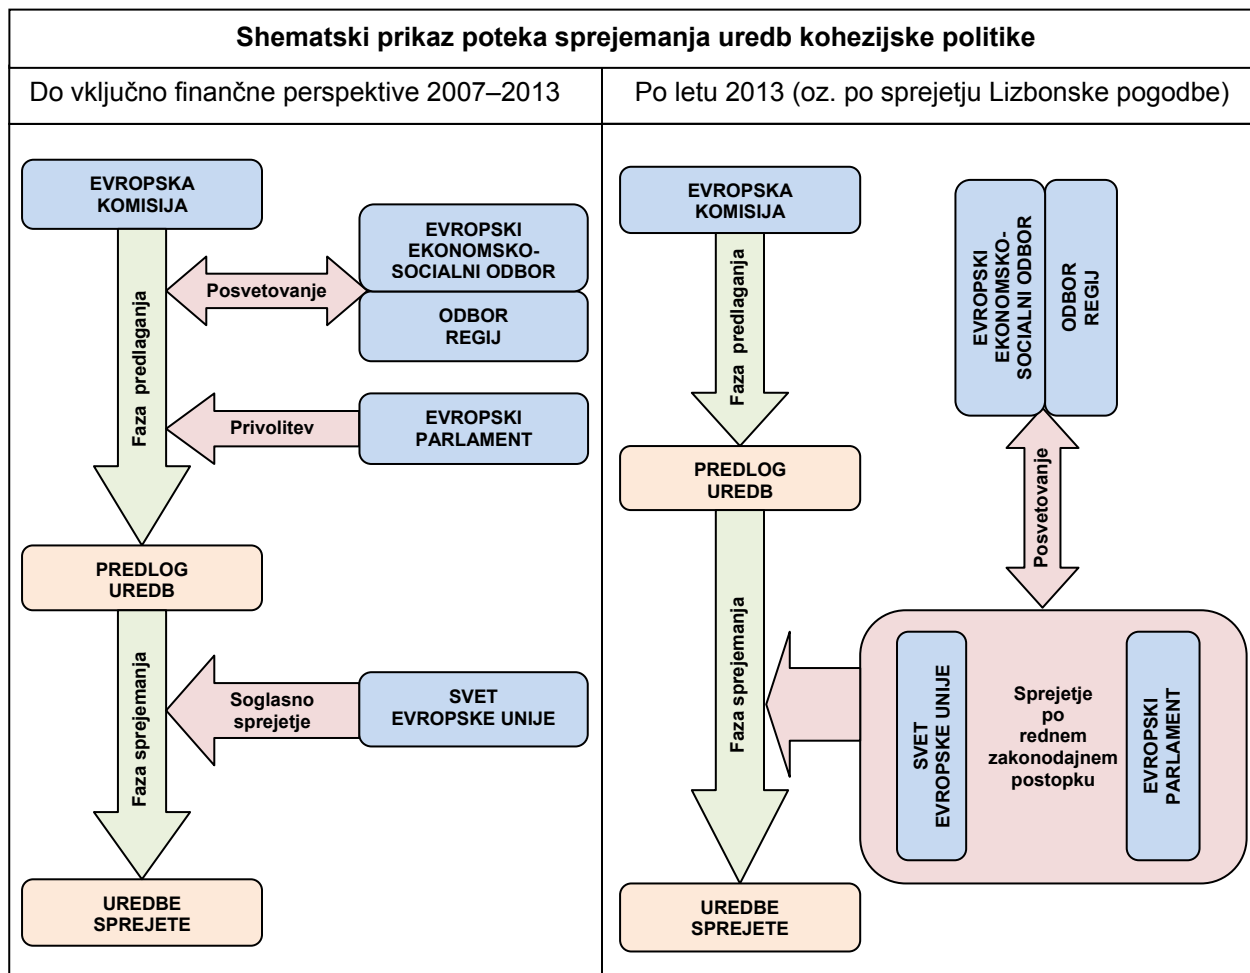 Shematski prikaz poteka sprejemanja uredb kohezijske politike
Do vključno finančne perspektive 2007–2013
EVROPSKA
KOMISIJA
EVROPSKI
EKONOMSKO-
SOCIALNI ODBOR
Posvetovanje
ODBOR
REGIJ
Faza predlaganja
Privolitev
EVROPSKI
PARLAMENT
PREDLOG
UREDB
Faza sprejemanja
Soglasno
sprejetje
SVET
EVROPSKE UNIJE
UREDBE
SPREJETE
Po letu 2013 (oz. po sprejetju Lizbonske pogodbe)
EVROPSKA
KOMISIJA
Faza predlaganja
EVROPSKI
EKONOMSKO-
SOCIALNI ODBOR
ODBOR
REGIJ
PREDLOG
UREDB
Posvetovanje
Faza sprejemanja
SVET
EVROPSKE UNIJE
Sprejetje
po
rednem
zakonodajnem
postopku
EVROPSKI
PARLAMENT
UREDBE
SPREJETE